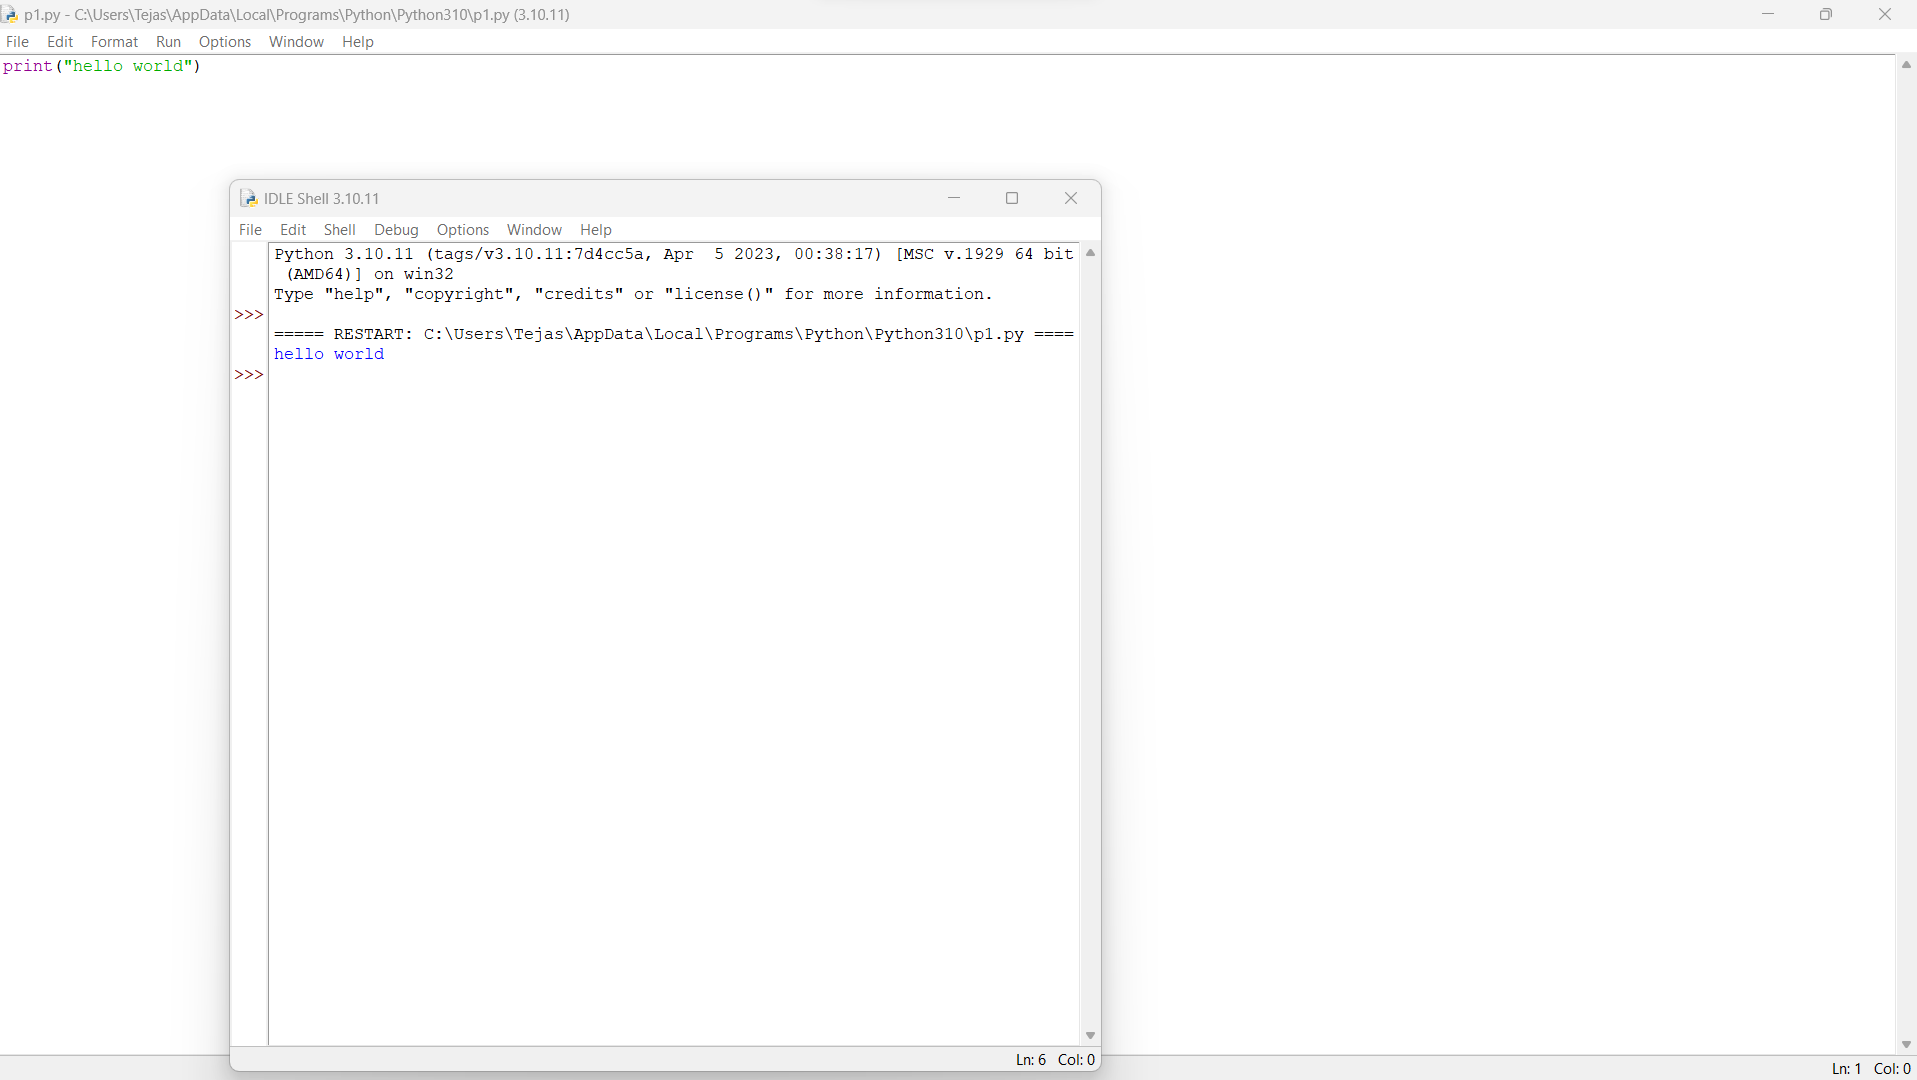 p1.py - C:\Users\Tejas\AppData\Local\Programs\Python\Python310\p1.py (3.10.11)
File Edit Format Run Options Window Help
print("hello world")
IDLE Shell 3.10.11
File Edit Shell Debug Options Window Help
Python 3.10.11 (tags/v3.10.11:7d4cc5a, Apr  5 2023, 00:38:17) [MSC v.1929 64 bit
(AMD64)] on win32
Type "help", "copyright", "credits" or "license()" for more information.
>>>
===== RESTART: C:\Users\Tejas\AppData\Local\Programs\Python\Python310\p1.py ====
hello world
>>>
Ln: 6 Col: 0
Ln: 1 Col: 0